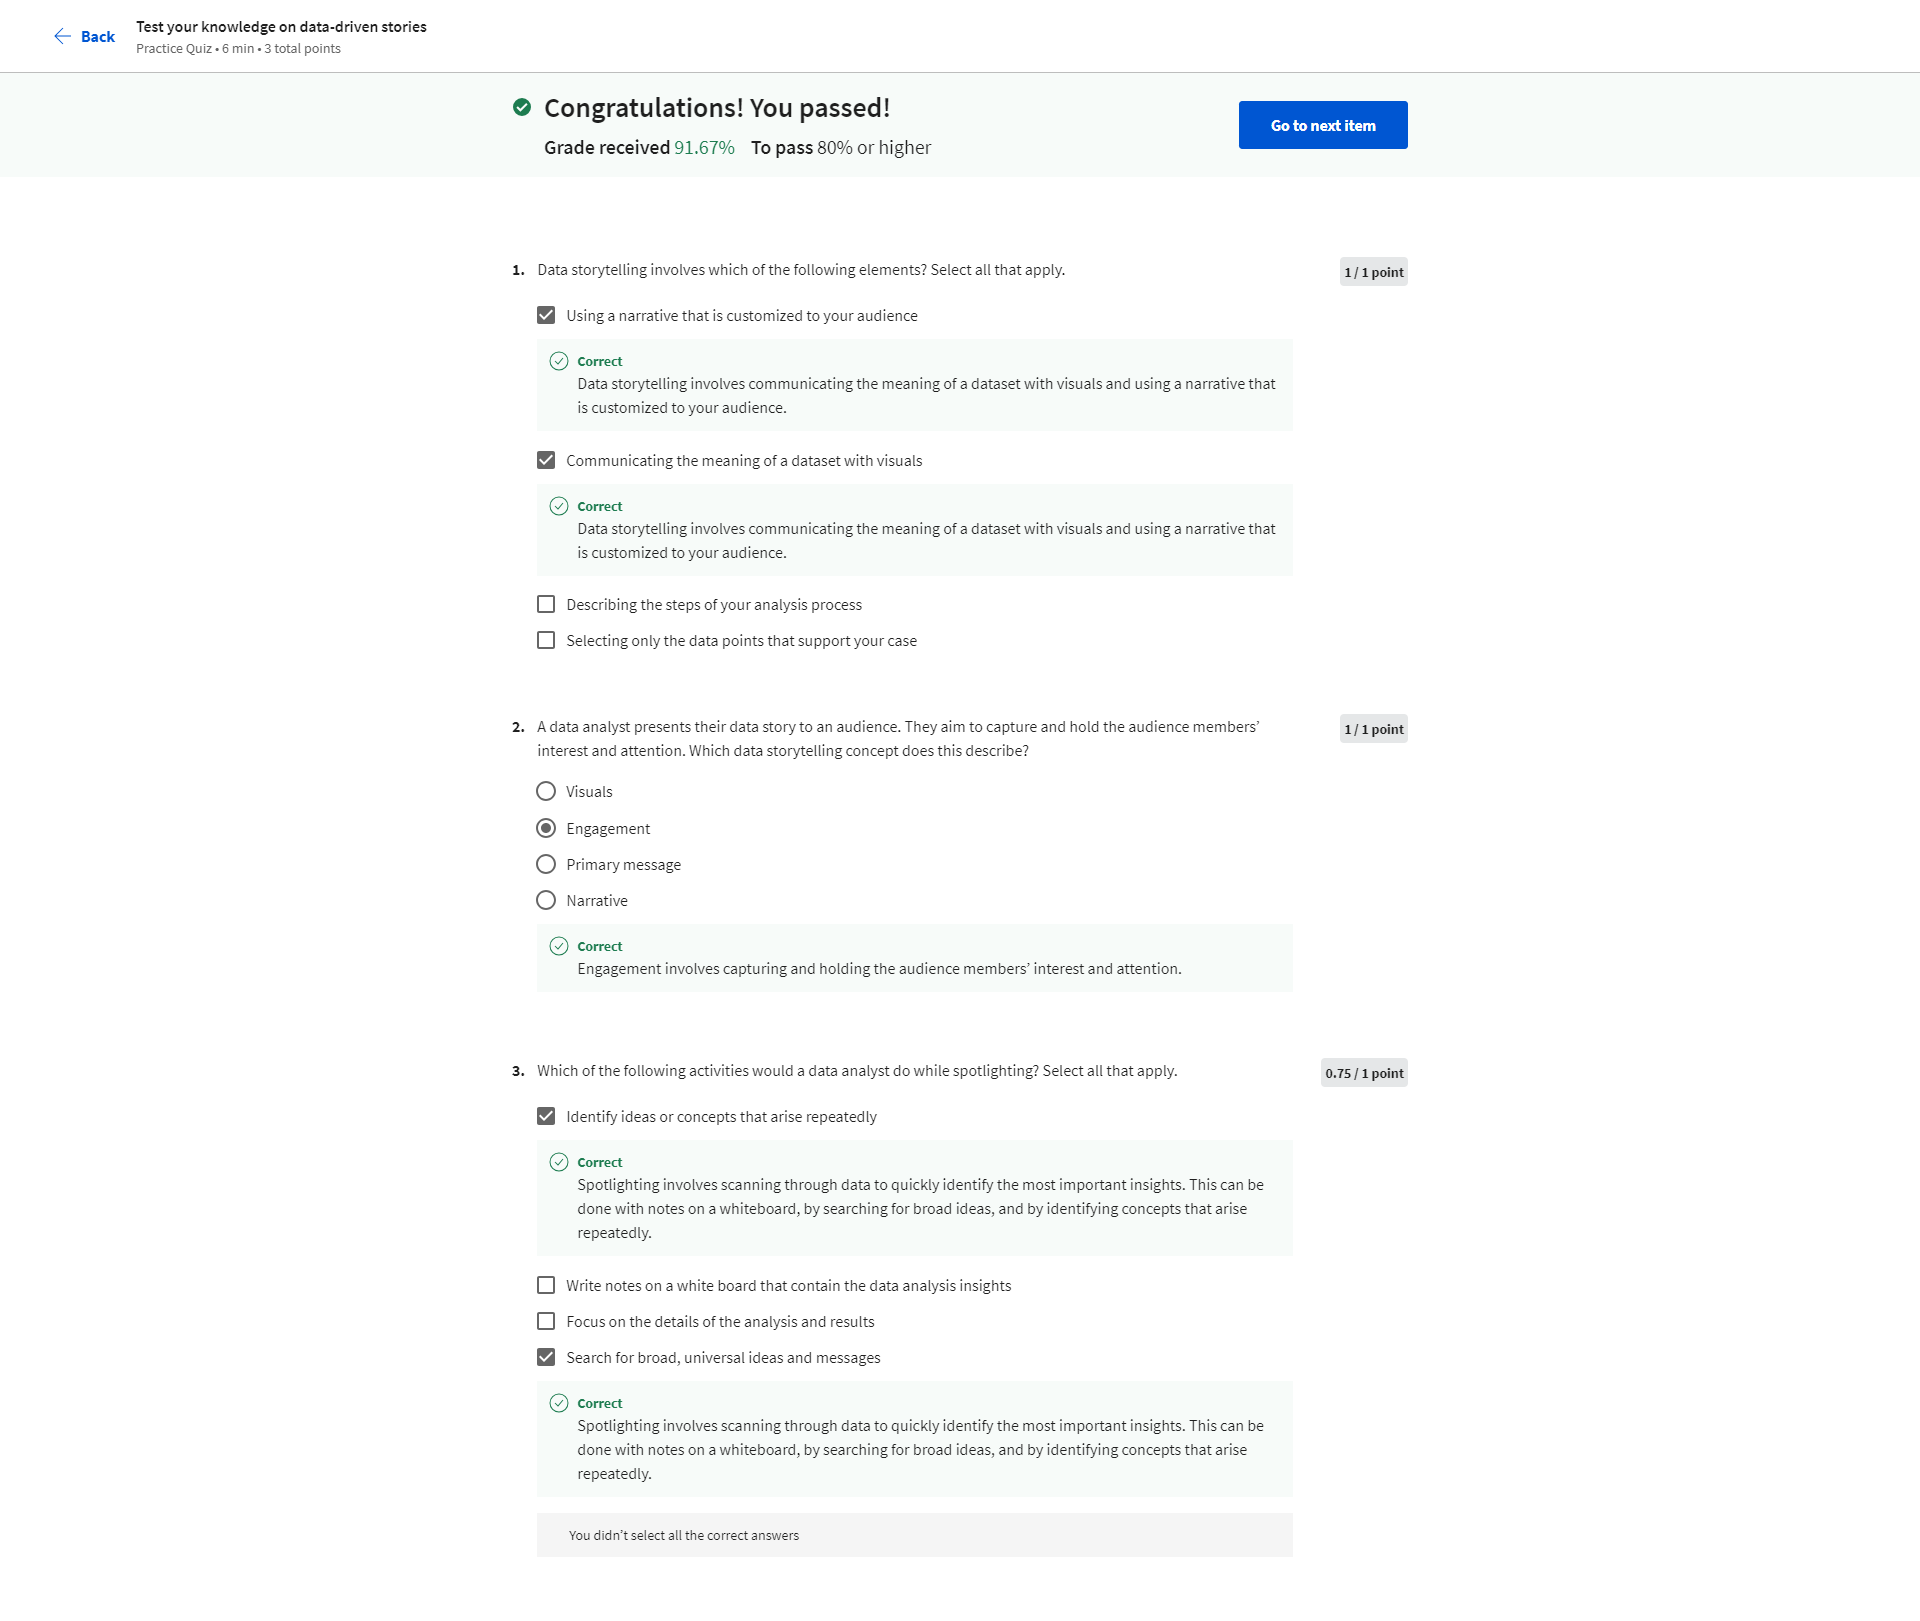 Back
Test your knowledge on data-driven stories
Practice Quiz • 6 min • 3 total points
Congratulations! You passed!
Grade received 91.67% To pass 80% or higher
Go to next item
1. Data storytelling involves which of the following elements? Select all that apply.
1 / 1 point
Using a narrative that is customized to your audience
Correct
Data storytelling involves communicating the meaning of a dataset with visuals and using a narrative that
is customized to your audience.
Communicating the meaning of a dataset with visuals
Correct
Data storytelling involves communicating the meaning of a dataset with visuals and using a narrative that
is customized to your audience.
Describing the steps of your analysis process
Selecting only the data points that support your case
2. A data analyst presents their data story to an audience. They aim to capture and hold the audience members’
interest and attention. Which data storytelling concept does this describe?
1 / 1 point
Visuals
Engagement
Primary message
Narrative
Correct
Engagement involves capturing and holding the audience members’ interest and attention.
3. Which of the following activities would a data analyst do while spotlighting? Select all that apply.
0.75 / 1 point
Identify ideas or concepts that arise repeatedly
Correct
Spotlighting involves scanning through data to quickly identify the most important insights. This can be
done with notes on a whiteboard, by searching for broad ideas, and by identifying concepts that arise
repeatedly.
Write notes on a white board that contain the data analysis insights
Focus on the details of the analysis and results
Search for broad, universal ideas and messages
Correct
Spotlighting involves scanning through data to quickly identify the most important insights. This can be
done with notes on a whiteboard, by searching for broad ideas, and by identifying concepts that arise
repeatedly.
You didn’t select all the correct answers